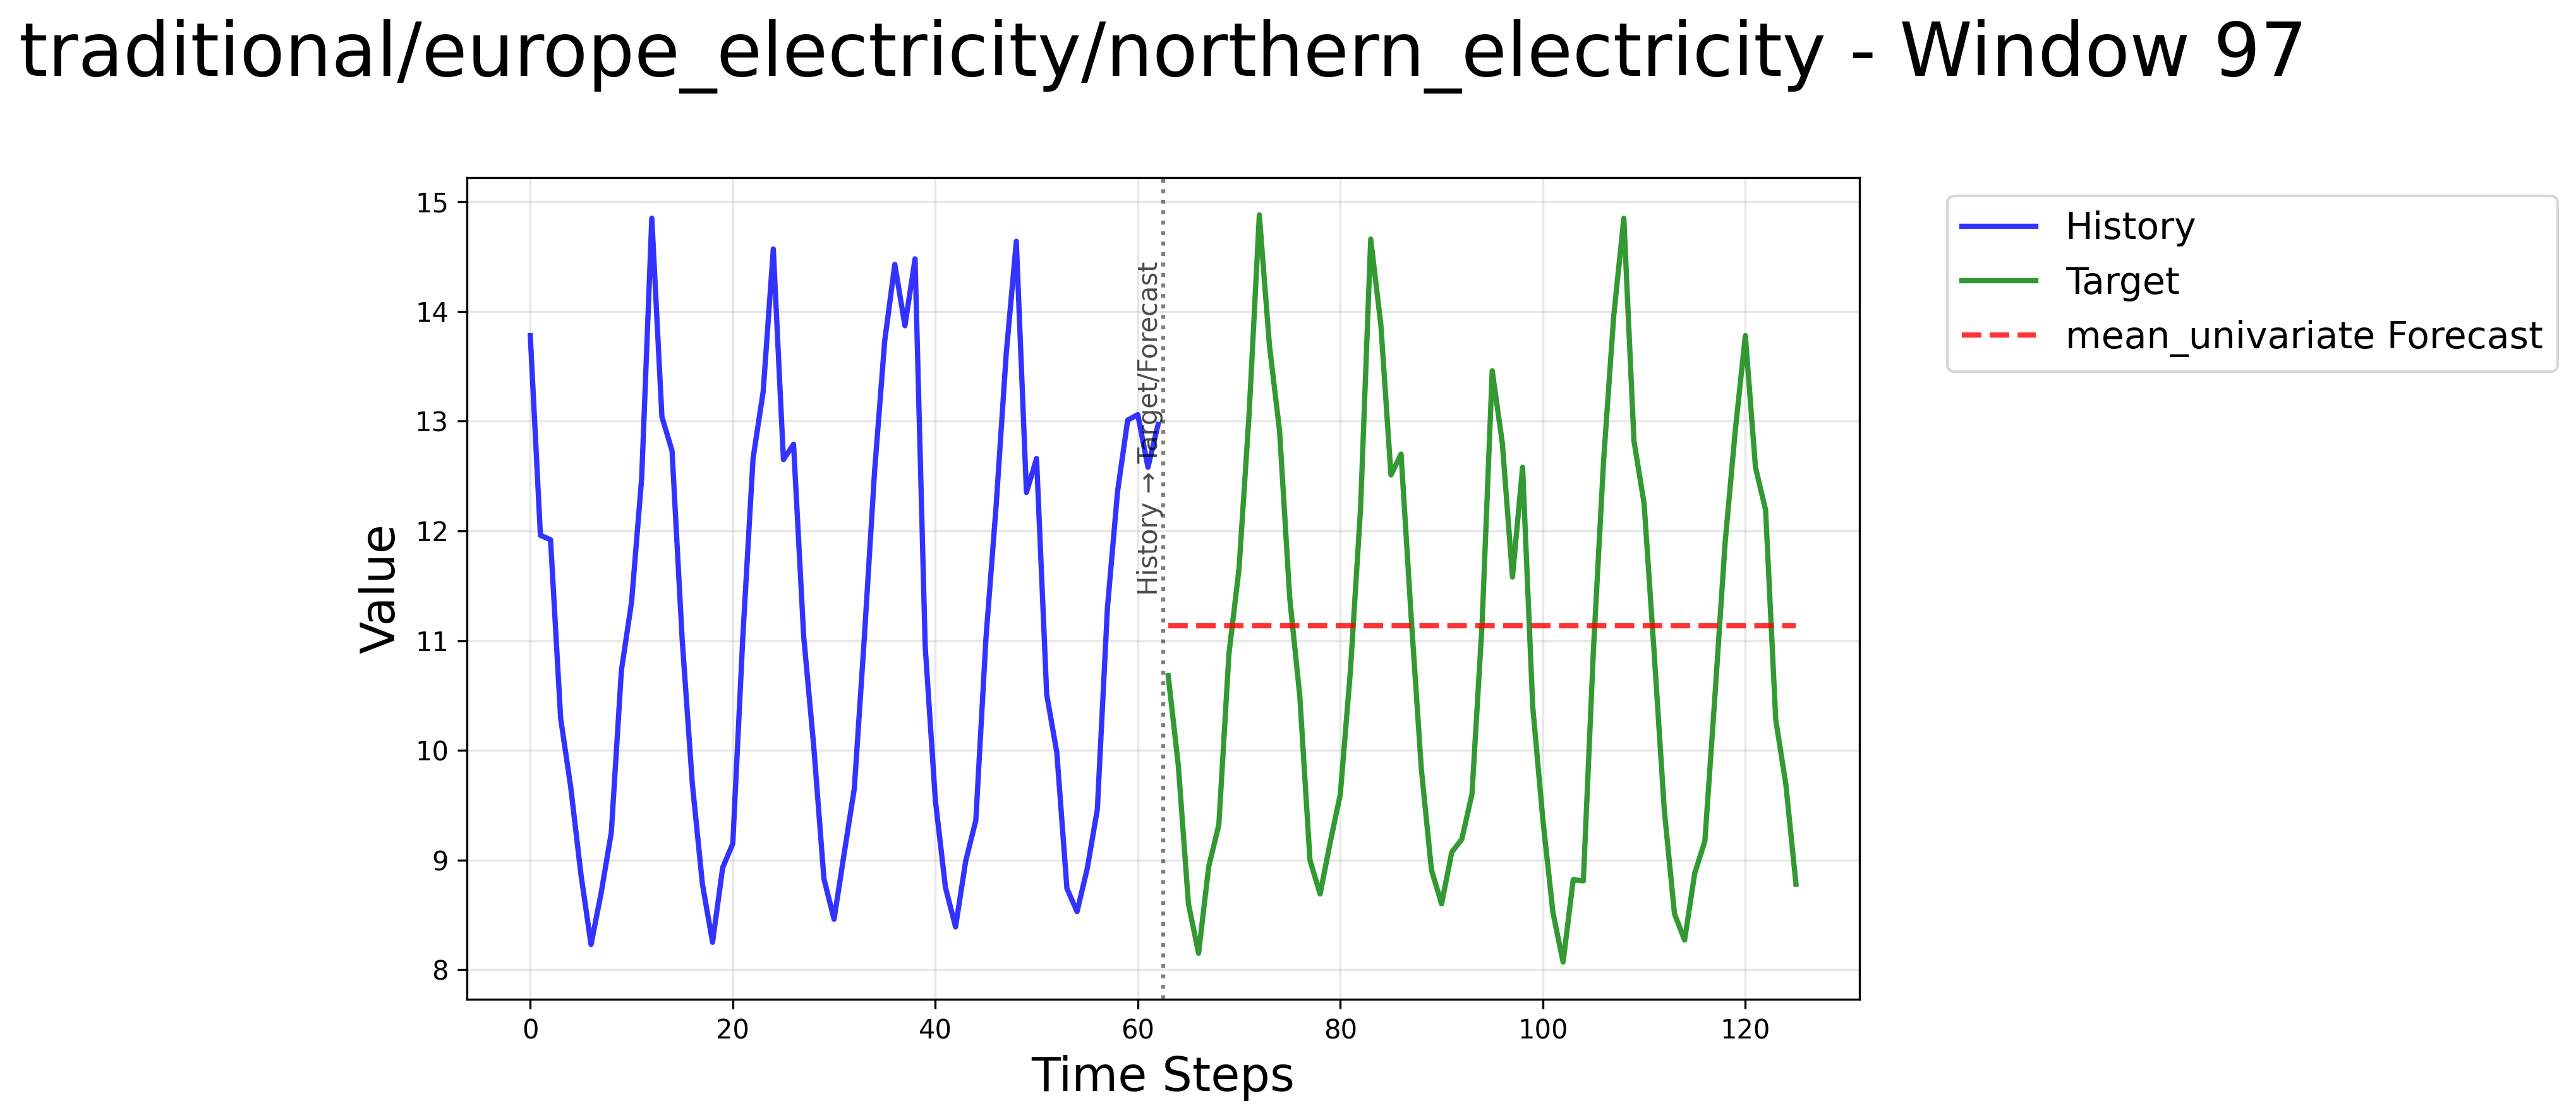 traditional/europe_electricity/northern_electricity - Window 97
History
Target
mean_univariate Forecast
History → Target/Forecast
Value
15
14
13
12
11
10
9
8
0
20
40
60
80
100
120
Time Steps